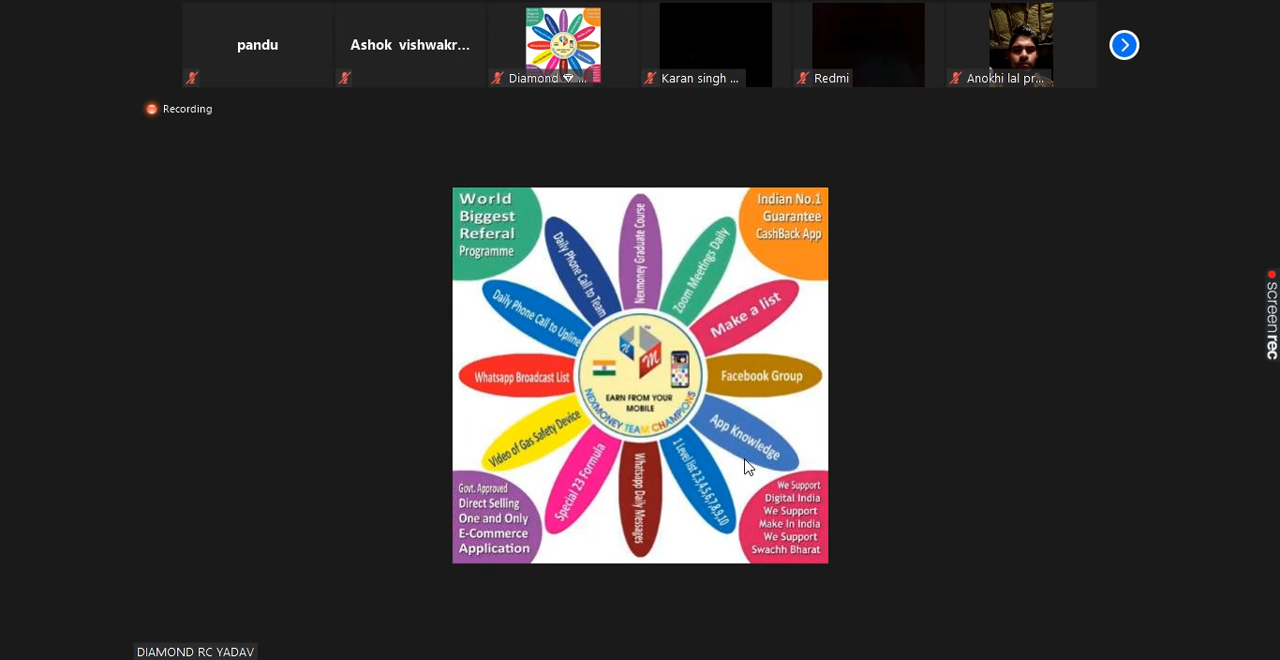 pandu
Ashok vishwakr...
Diamond ...
Karan singh ...
Redmi
Anokhi lal pr...
Recording
World
Biggest
Referal
Programme
Indian No.1
Guarantee
CashBack App
Nexmoney Graduate Course
Zoom Meetings Daily
Make a list
Facebook Group
App Knowledge
1 Level list 2,3,4,5,6,7,8,9,10
Whatsapp Daily Messages
Special 23 Formula
Video of Gas Safety Device
Whatsapp Broadcast List
Daily Phone Call to Upline
Daily Phone Call to Team
n
m
EARN FROM YOUR
MOBILE
NEXMONEY TEAM CHAMPIONS
Govt. Approved
Direct Selling
One and Only
E-Commerce
Application
We Support
Digital India
We Support
Make In India
We Support
Swachh Bharat
screenrec
DIAMOND RC YADAV